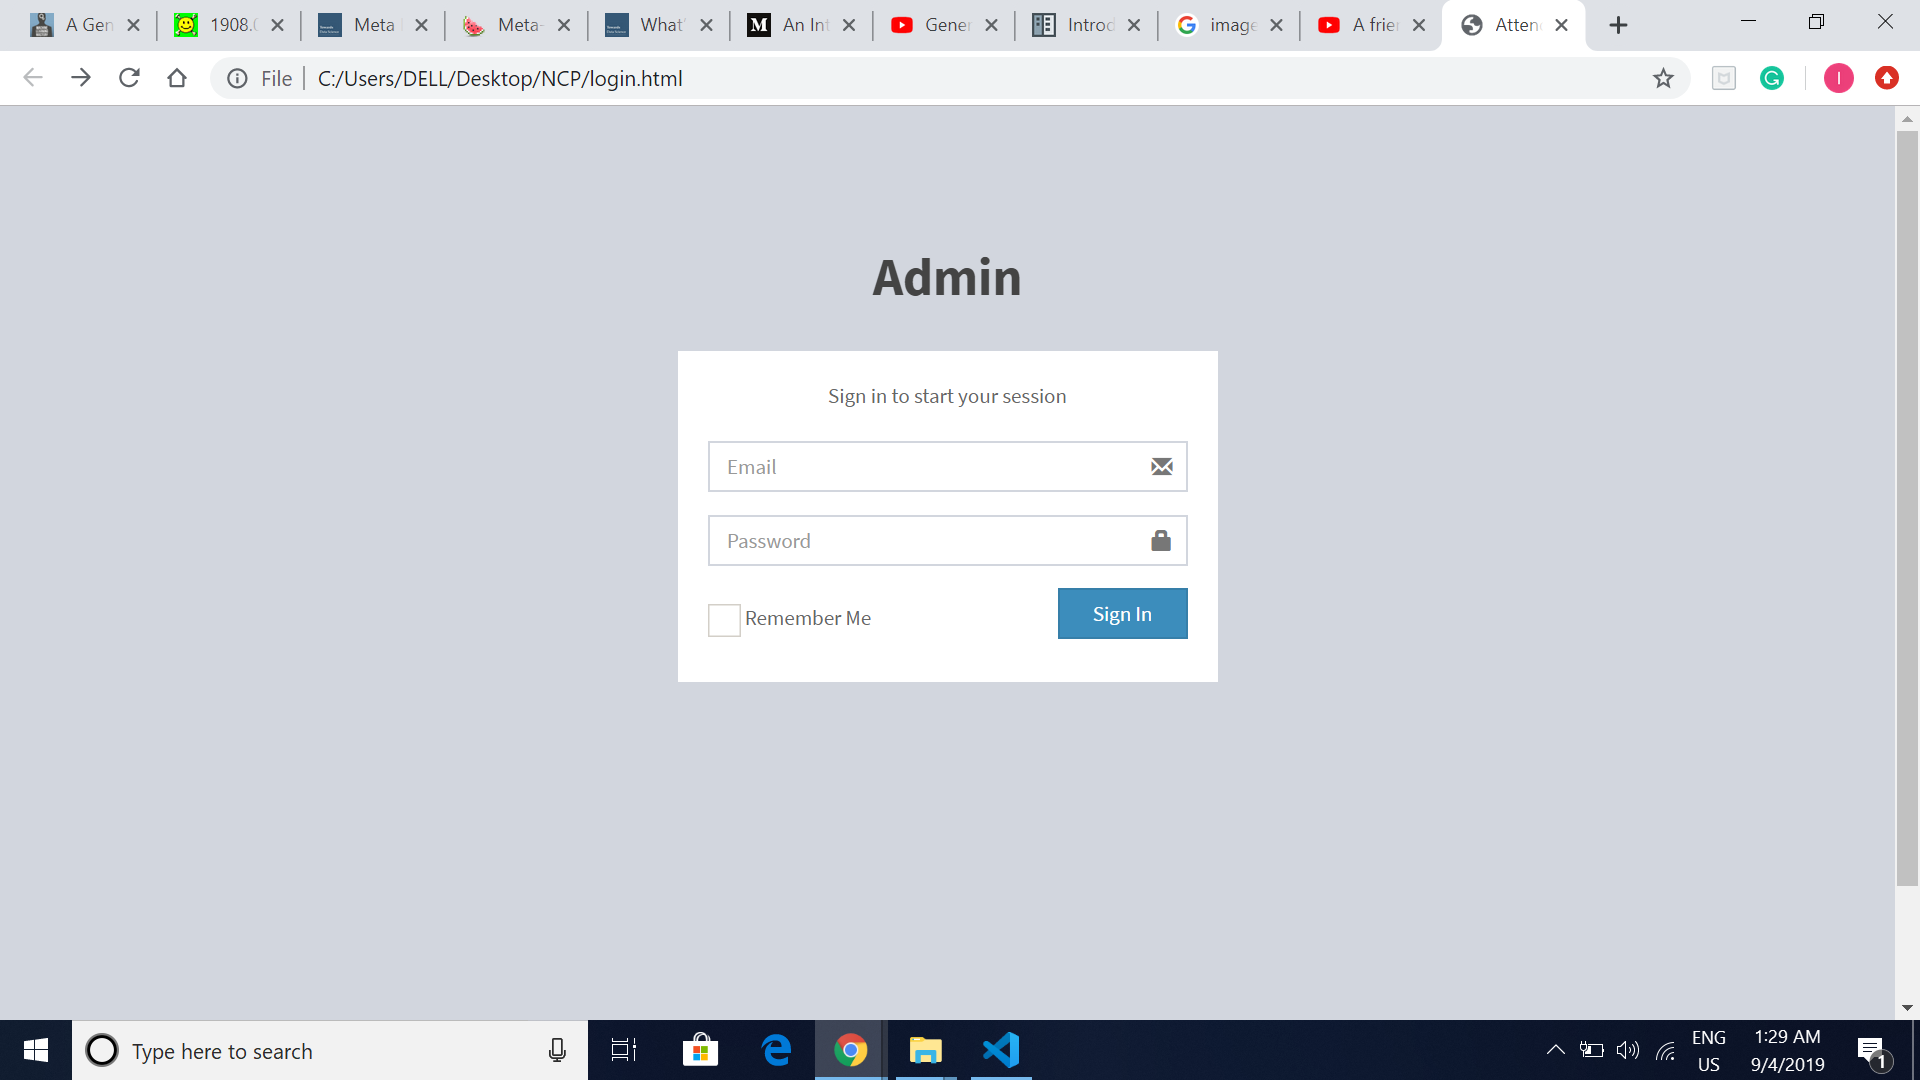 A Gen
1908.0
Meta
Meta-
What'
An Int
Gener
Introd
image
A frien
Atten
File
C:/Users/DELL/Desktop/NCP/login.html
Admin
Sign in to start your session
Email
Password
Remember Me
Sign In
Type here to search
ENG
US
1:29 AM
9/4/2019
1